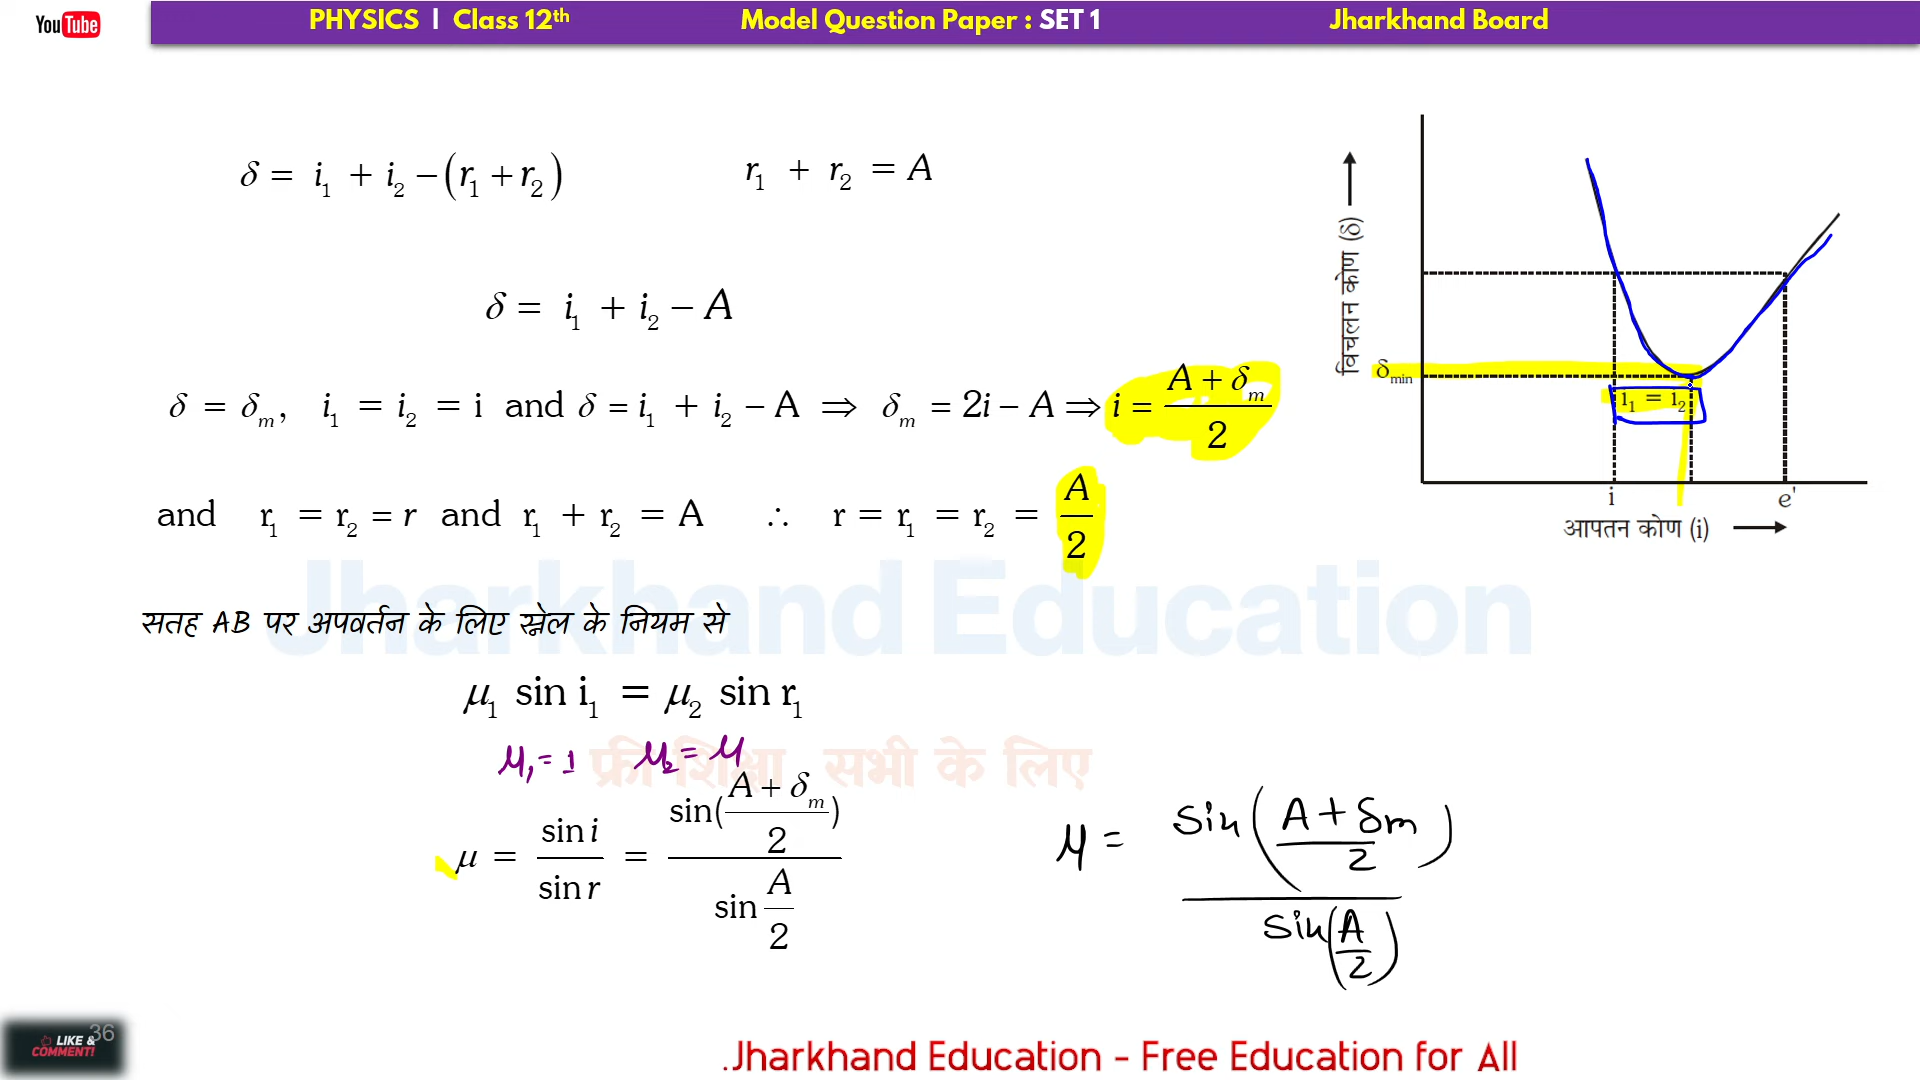 YouTube
PHYSICS | Class 12th Model Question Paper : SET 1 Jharkhand Board
δ = i₁ + i₂ − (r₁ + r₂) r₁ + r₂ = A
δ = i₁ + i₂ − A
δ = δₘ, i₁ = i₂ = i and δ = i₁ + i₂ − A ⇒ δₘ = 2i − A ⇒ i = (A + δₘ)/2
and r₁ = r₂ = r and r₁ + r₂ = A ∴ r = r₁ = r₂ = A/2
विचलन कोण (δ)
δmin
i₁ = i₂
i e'
आपतन कोण (i)
Jharkhand Education
सतह AB पर अपवर्तन के लिए स्नेल के नियम से
μ₁ sin i₁ = μ₂ sin r₁
μ₁ = 1 μ₂ = μ
फ्री शिक्षा सभी के लिए
μ = sin i / sin r = sin((A + δₘ)/2) / sin A/2
μ = sin((A + δm)/2) / sin(A/2)
LIKE & COMMENT!
36
.Jharkhand Education - Free Education for All